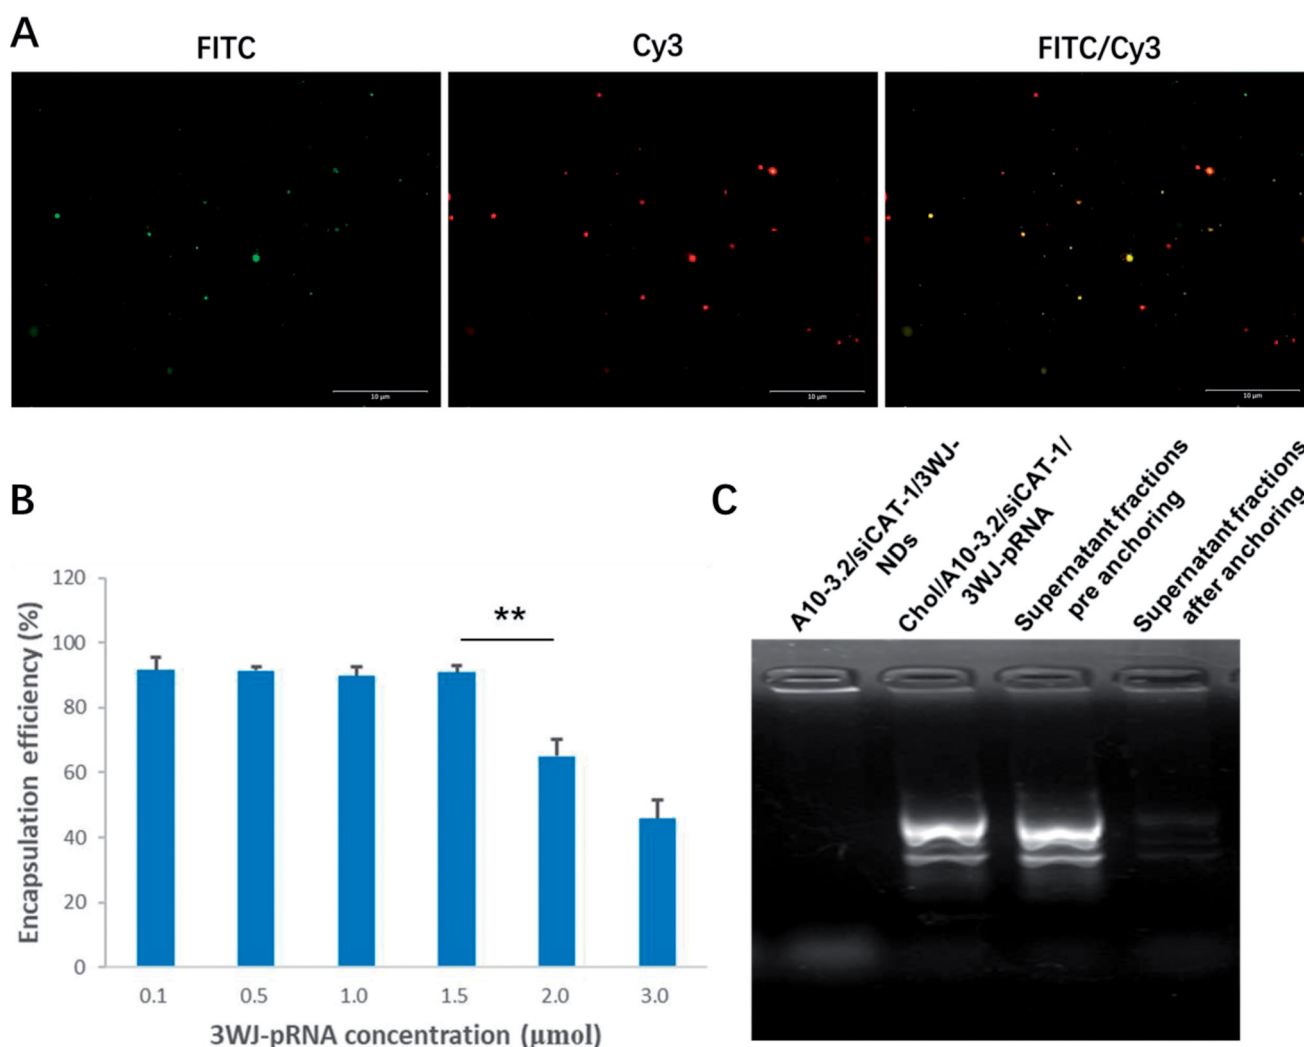 A
FITC
Cy3
FITC/Cy3
10 µm
10 µm
10 µm
B
120
100
80
60
40
20
0
**
Encapsulation efficiency (%)
0.1
0.5
1.0
1.5
2.0
3.0
3WJ-pRNA concentration (µmol)
C
A10-3.2/siCAT-1/3WJ-
NDs
Chol/A10-3.2/siCAT-1/
3WJ-pRNA
Supernatant fractions
pre anchoring
Supernatant fractions
after anchoring